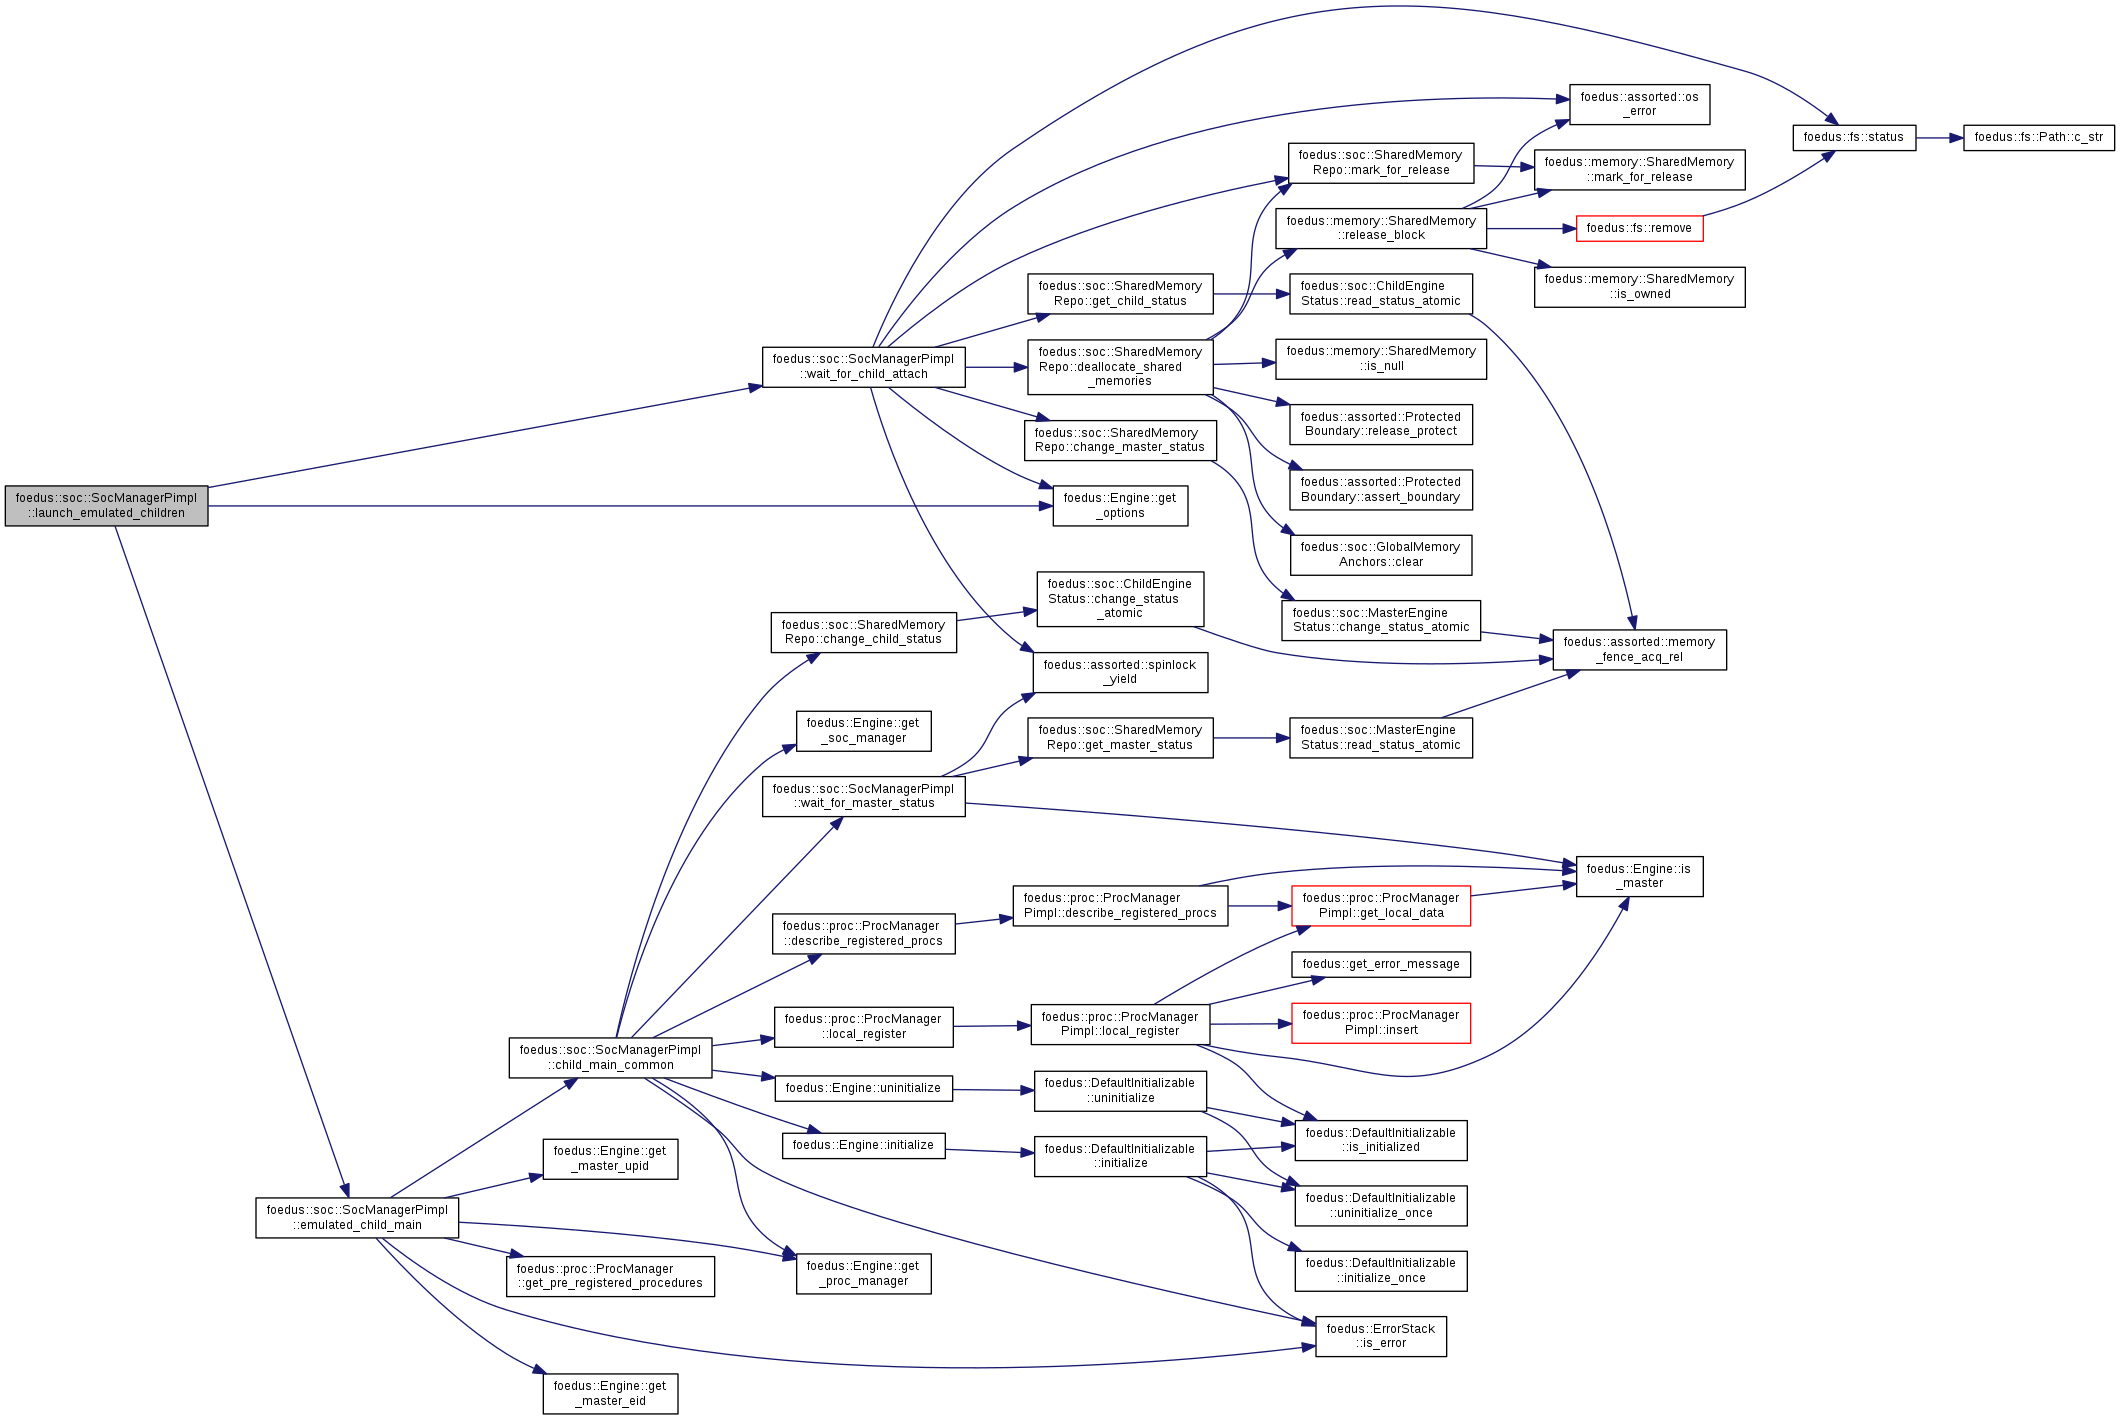 foedus::soc::SocManagerPimpl
::launch_emulated_children
foedus::soc::SocManagerPimpl
::emulated_child_main
foedus::soc::SocManagerPimpl
::child_main_common
foedus::Engine::get
_master_upid
foedus::proc::ProcManager
::get_pre_registered_procedures
foedus::Engine::get
_master_eid
foedus::soc::SocManagerPimpl
::wait_for_child_attach
foedus::soc::SharedMemory
Repo::change_child_status
foedus::Engine::get
_soc_manager
foedus::soc::SocManagerPimpl
::wait_for_master_status
foedus::proc::ProcManager
::describe_registered_procs
foedus::proc::ProcManager
::local_register
foedus::Engine::uninitialize
foedus::Engine::initialize
foedus::Engine::get
_proc_manager
foedus::soc::SharedMemory
Repo::get_child_status
foedus::soc::SharedMemory
Repo::deallocate_shared
_memories
foedus::soc::SharedMemory
Repo::change_master_status
foedus::Engine::get
_options
foedus::soc::ChildEngine
Status::change_status
_atomic
foedus::assorted::spinlock
_yield
foedus::soc::SharedMemory
Repo::get_master_status
foedus::proc::ProcManager
Pimpl::describe_registered_procs
foedus::proc::ProcManager
Pimpl::local_register
foedus::DefaultInitializable
::uninitialize
foedus::DefaultInitializable
::initialize
foedus::soc::SharedMemory
Repo::mark_for_release
foedus::memory::SharedMemory
::release_block
foedus::soc::ChildEngine
Status::read_status_atomic
foedus::memory::SharedMemory
::is_null
foedus::assorted::Protected
Boundary::release_protect
foedus::assorted::Protected
Boundary::assert_boundary
foedus::soc::GlobalMemory
Anchors::clear
foedus::soc::MasterEngine
Status::change_status_atomic
foedus::soc::MasterEngine
Status::read_status_atomic
foedus::proc::ProcManager
Pimpl::get_local_data
foedus::get_error_message
foedus::proc::ProcManager
Pimpl::insert
foedus::DefaultInitializable
::is_initialized
foedus::DefaultInitializable
::uninitialize_once
foedus::DefaultInitializable
::initialize_once
foedus::ErrorStack
::is_error
foedus::assorted::os
_error
foedus::memory::SharedMemory
::mark_for_release
foedus::fs::remove
foedus::memory::SharedMemory
::is_owned
foedus::assorted::memory
_fence_acq_rel
foedus::Engine::is
_master
foedus::fs::status
foedus::fs::Path::c_str